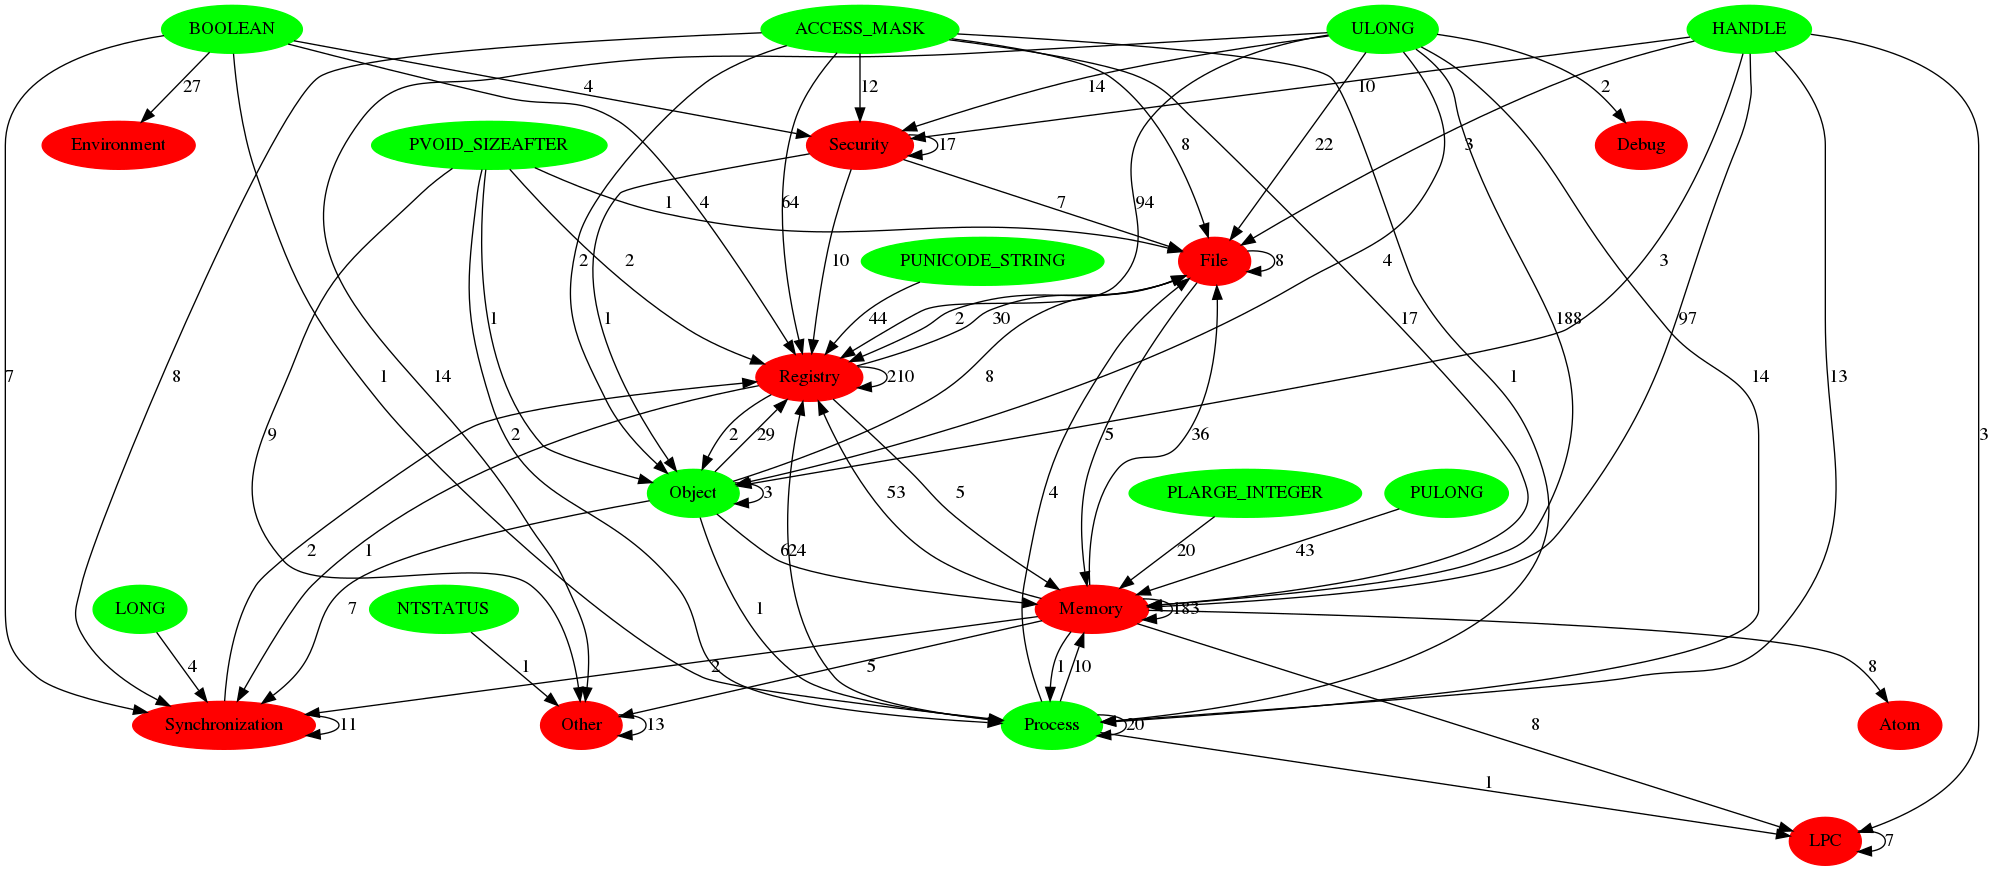 BOOLEAN ACCESS_MASK ULONG HANDLE
27 4 12 14 10 2
Environment PVOID_SIZEAFTER Security 17 8 22 3 Debug
1 4 64 7 94
2 2 10 PUNICODE_STRING File 8 4 3
1 1 44 2 30 17 188 97
7 8 1 14 Registry 210 8 1 14 13
9 2 2 29 5 36 3
Object 3 53 5 4 PLARGE_INTEGER PULONG
2 1 6 24 20 43
LONG 7 NTSTATUS 1 Memory 183
4 1 2 5 1 10 8
Synchronization 11 Other 13 Process 20 8 Atom
1
LPC 7